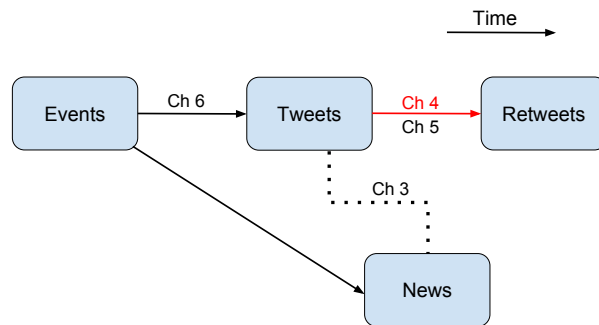 Time
Events
Ch 6
Tweets
Ch 4
Ch 5
Retweets
Ch 3
News